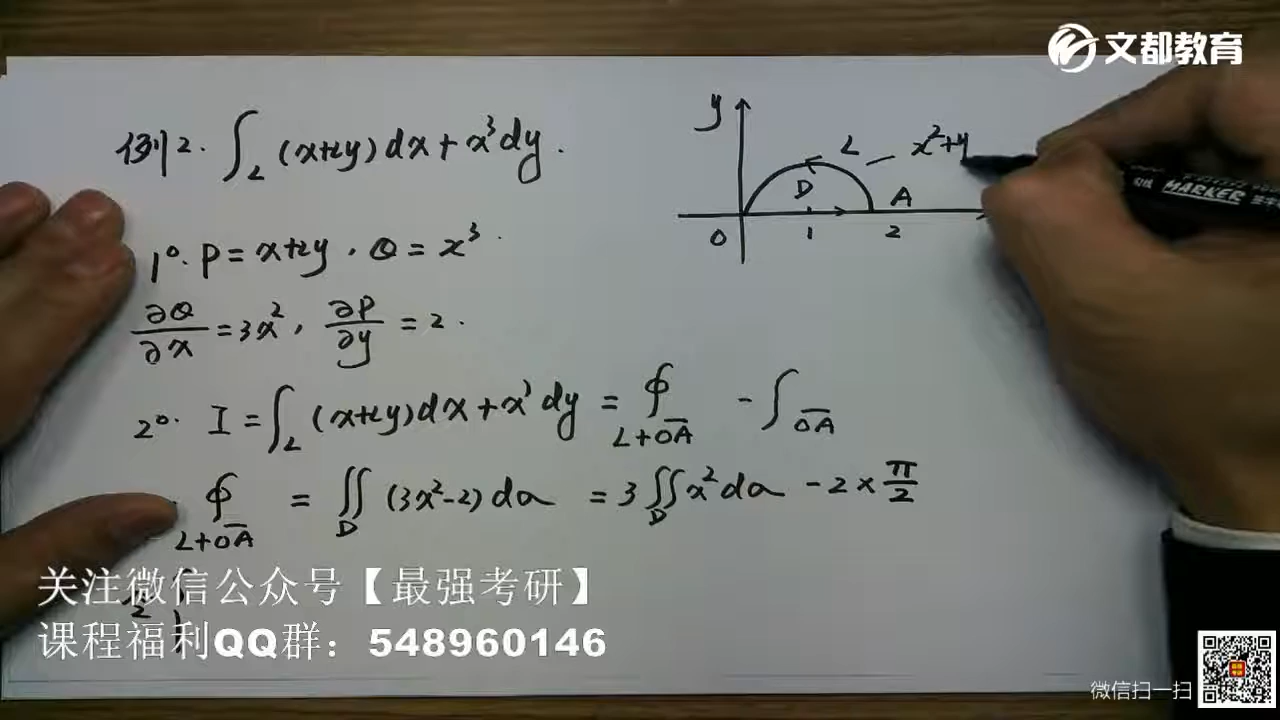 文都教育
例2. ∫_L (x+2y)dx+x³dy.
y
L
x²+y
D
A
0
1
2
1°. P=x+2y, Q=x³.
∂Q/∂x=3x², ∂P/∂y=2.
2°. I=∫_L (x+2y)dx+x³dy=∮_{L+OA̅} -∫_{OA̅}
∮_{L+OA̅} = ∬_D (3x²-2)dσ = 3∬_D x²dσ -2×π/2
关注微信公众号【最强考研】
课程福利QQ群：548960146
微信扫一扫
MARKER